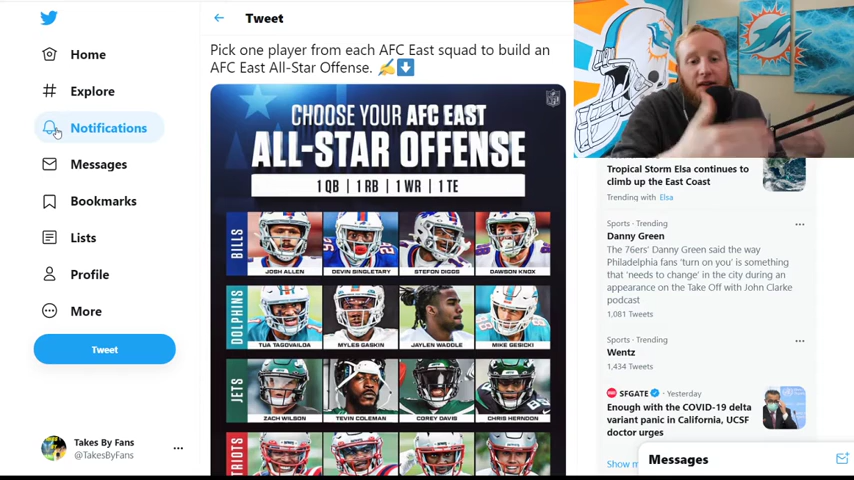 Home
Explore
Notifications
Messages
Bookmarks
Lists
Profile
More
Tweet
Takes By Fans
@TakesByFans
Tweet
Pick one player from each AFC East squad to build an
AFC East All-Star Offense. ✍️⬇️
CHOOSE YOUR AFC EAST
ALL-STAR OFFENSE
1 QB | 1 RB | 1 WR | 1 TE
NFL
BILLS
JOSH ALLEN
DEVIN SINGLETARY
STEFON DIGGS
DAWSON KNOX
DOLPHINS
TUA TAGOVAILOA
MYLES GASKIN
JAYLEN WADDLE
MIKE GESICKI
JETS
ZACH WILSON
TEVIN COLEMAN
COREY DAVIS
CHRIS HERNDON
Tropical Storm Elsa continues to
climb up the East Coast
Trending with Elsa
Sports · Trending
Danny Green
The 76ers' Danny Green said the way
Philadelphia fans 'turn on you' is something
that 'needs to change' in the city during an
appearance on the Take Off with John Clarke
podcast
1,081 Tweets
Sports · Trending
Wentz
1,434 Tweets
SFGATE · Yesterday
Enough with the COVID-19 delta
variant panic in California, UCSF
doctor urges
Show
Messages